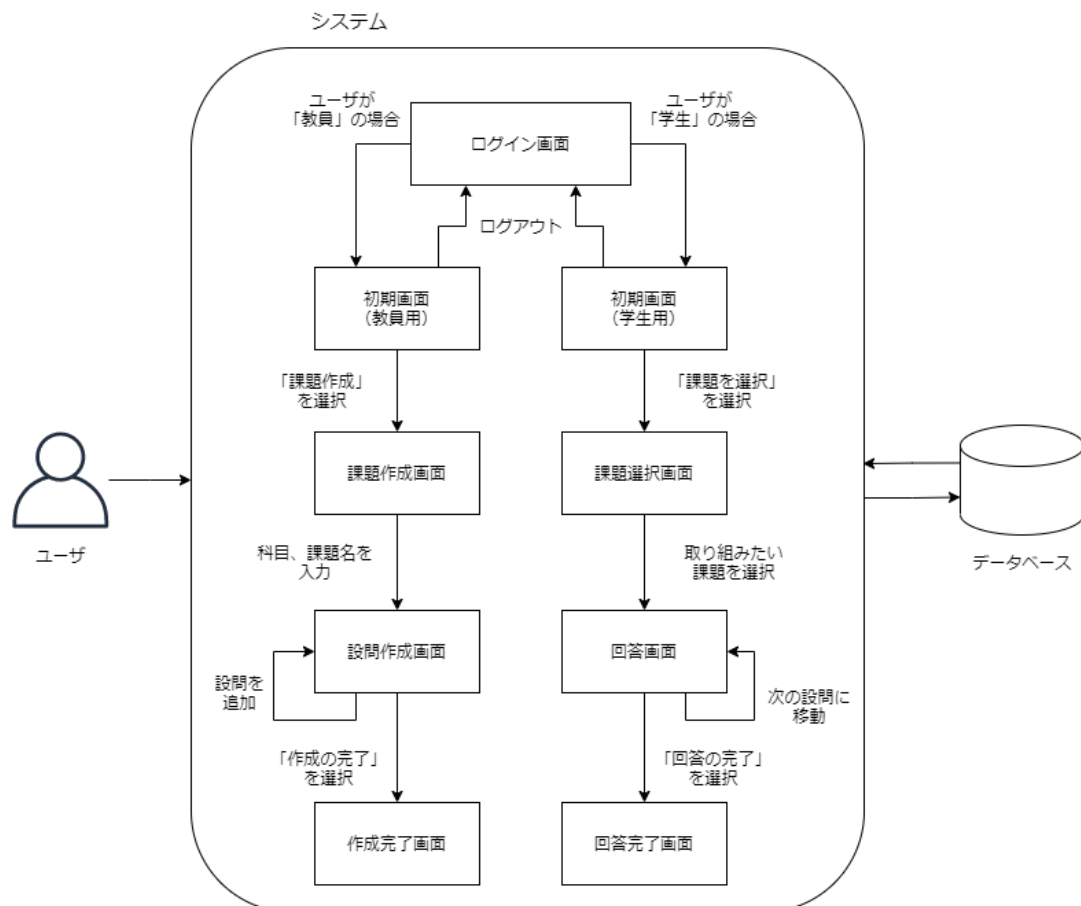 システム
ユーザが
「教員」の場合
ユーザが
「学生」の場合
ログイン画面
ログアウト
初期画面
（教員用）
初期画面
（学生用）
「課題作成」
を選択
「課題を選択」
を選択
課題作成画面
課題選択画面
ユーザ
データベース
科目、課題名を
入力
取り組みたい
課題を選択
設問作成画面
回答画面
設問を
追加
次の設問に
移動
「作成の完了」
を選択
「回答の完了」
を選択
作成完了画面
回答完了画面